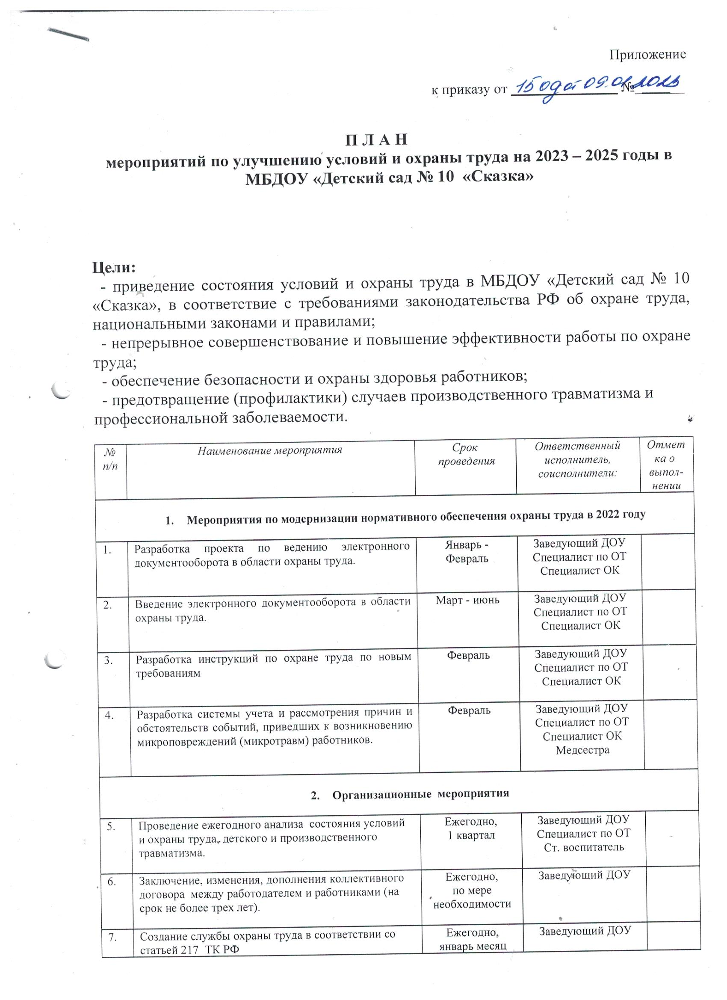 Приложение
к приказу от 15 од от 09.01.2023 №
П Л А Н
мероприятий по улучшению условий и охраны труда на 2023 – 2025 годы в
МБДОУ «Детский сад № 10 «Сказка»
Цели:
- приведение состояния условий и охраны труда в МБДОУ «Детский сад № 10
«Сказка», в соответствие с требованиями законодательства РФ об охране труда,
национальными законами и правилами;
- непрерывное совершенствование и повышение эффективности работы по охране
труда;
- обеспечение безопасности и охраны здоровья работников;
- предотвращение (профилактики) случаев производственного травматизма и
профессиональной заболеваемости.
№
п/п
Наименование мероприятия
Срок
проведения
Ответственный
исполнитель,
соисполнители:
Отмет
ка о
выпол-
нении
1. Мероприятия по модернизации нормативного обеспечения охраны труда в 2022 году
1.
Разработка проекта по ведению электронного
документооборота в области охраны труда.
Январь -
Февраль
Заведующий ДОУ
Специалист по ОТ
Специалист ОК
2.
Введение электронного документооборота в области
охраны труда.
Март - июнь
Заведующий ДОУ
Специалист по ОТ
Специалист ОК
3.
Разработка инструкций по охране труда по новым
требованиям
Февраль
Заведующий ДОУ
Специалист по ОТ
Специалист ОК
4.
Разработка системы учета и рассмотрения причин и
обстоятельств событий, приведших к возникновению
микроповреждений (микротравм) работников.
Февраль
Заведующий ДОУ
Специалист по ОТ
Специалист ОК
Медсестра
2. Организационные мероприятия
5.
Проведение ежегодного анализа состояния условий
и охраны труда, детского и производственного
травматизма.
Ежегодно,
1 квартал
Заведующий ДОУ
Специалист по ОТ
Ст. воспитатель
6.
Заключение, изменения, дополнения коллективного
договора между работодателем и работниками (на
срок не более трех лет).
Ежегодно,
по мере
необходимости
Заведующий ДОУ
7.
Создание службы охраны труда в соответствии со
статьей 217 ТК РФ
Ежегодно,
январь месяц
Заведующий ДОУ